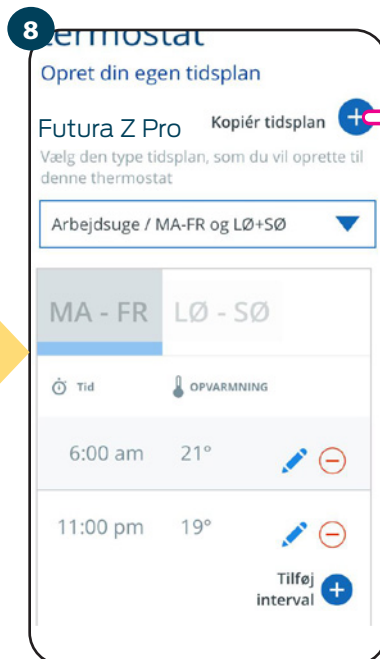 8
termostat
Opret din egen tidsplan
Futura Z Pro
Kopiér tidsplan
Vælg den type tidsplan, som du vil oprette til
denne thermostat
Arbejdsuge / MA-FR og LØ+SØ
MA - FR LØ - SØ
Tid OPVARMNING
6:00 am 21°
11:00 pm 19°
Tilføj
interval